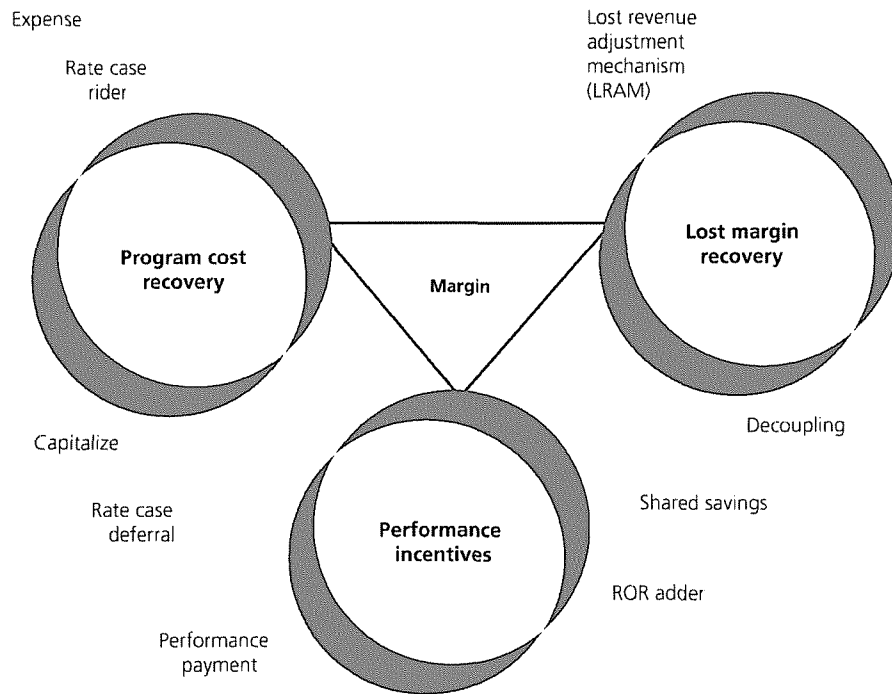 Expense
Rate case
rider
Lost revenue
adjustment
mechanism
(LRAM)
Program cost
recovery
Margin
Lost margin
recovery
Capitalize
Rate case
deferral
Decoupling
Performance
incentives
Shared savings
ROR adder
Performance
payment